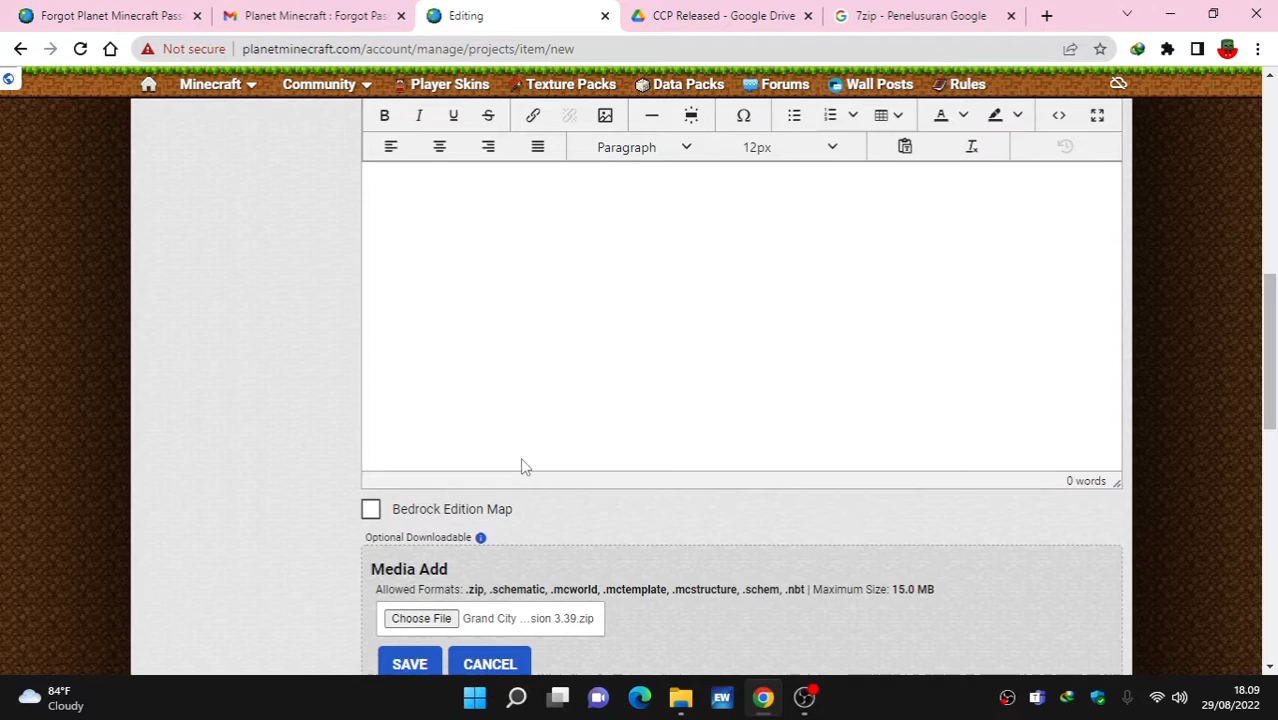 Forgot Planet Minecraft Pass
Planet Minecraft : Forgot Pas
Editing
CCP Released - Google Drive
7zip - Penelusuran Google
Not secure
planetminecraft.com/account/manage/projects/item/new
Minecraft
Community
Player Skins
Texture Packs
Data Packs
Forums
Wall Posts
Rules
B I U S
Paragraph
12px
0 words
Bedrock Edition Map
Optional Downloadable
Media Add
Allowed Formats: .zip, .schematic, .mcworld, .mctemplate, .mcstructure, .schem, .nbt | Maximum Size: 15.0 MB
Choose File Grand City ...sion 3.39.zip
SAVE CANCEL
84°F
Cloudy
EW
18.09
29/08/2022